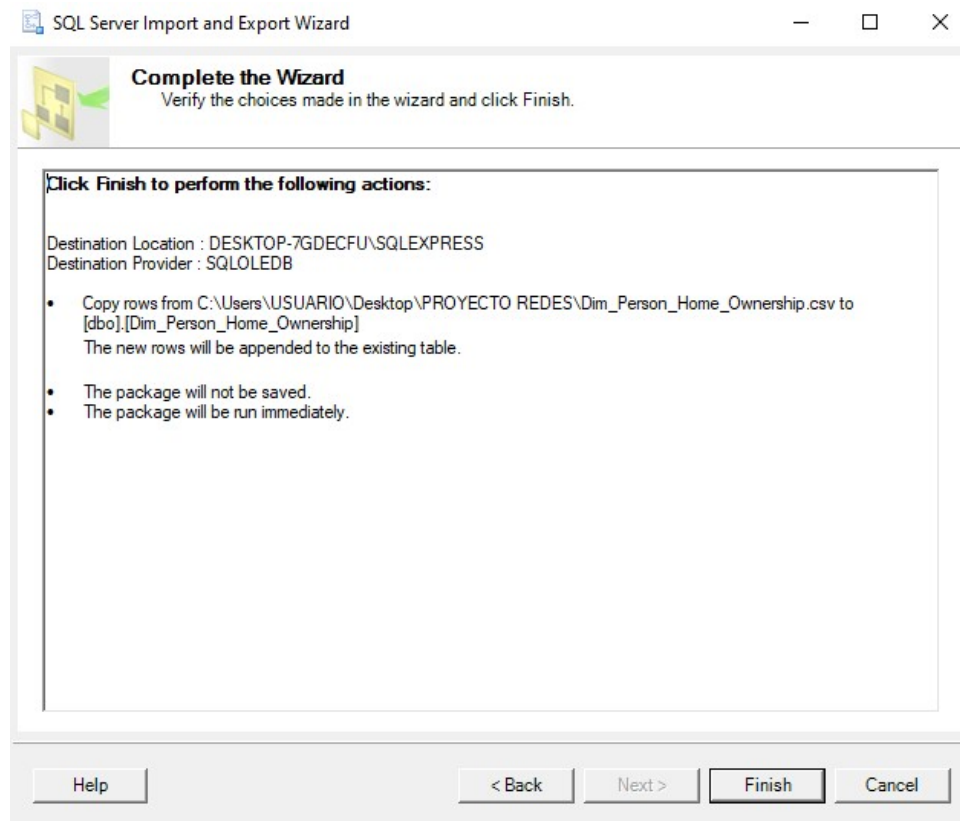 SQL Server Import and Export Wizard
Complete the Wizard
Verify the choices made in the wizard and click Finish.
Click Finish to perform the following actions:
Destination Location : DESKTOP-7GDECFU\SQLEXPRESS
Destination Provider : SQLOLEDB
• Copy rows from C:\Users\USUARIO\Desktop\PROYECTO REDES\Dim_Person_Home_Ownership.csv to
[dbo].[Dim_Person_Home_Ownership]
The new rows will be appended to the existing table.
• The package will not be saved.
• The package will be run immediately.
Help < Back Next > Finish Cancel